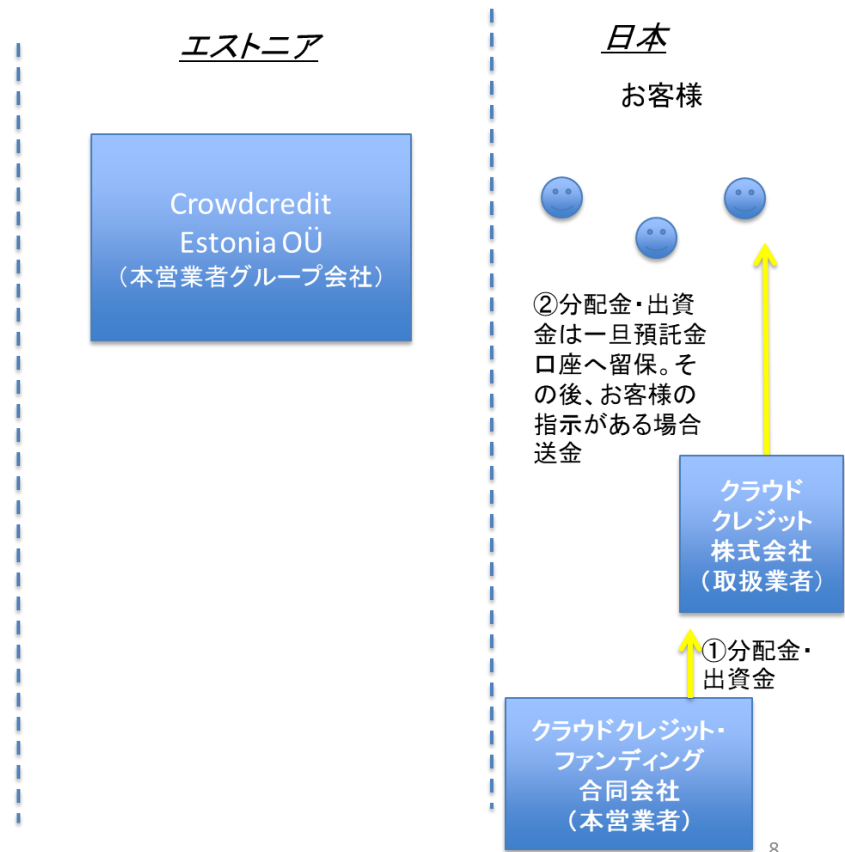 エストニア
日本
お客様
Crowdcredit
Estonia OÜ
（本営業者グループ会社）
②分配金・出資
金は一旦預託金
口座へ留保。そ
の後、お客様の
指示がある場合
送金
クラウド
クレジット
株式会社
（取扱業者）
①分配金・
出資金
クラウドクレジット・
ファンディング
合同会社
（本営業者）
8